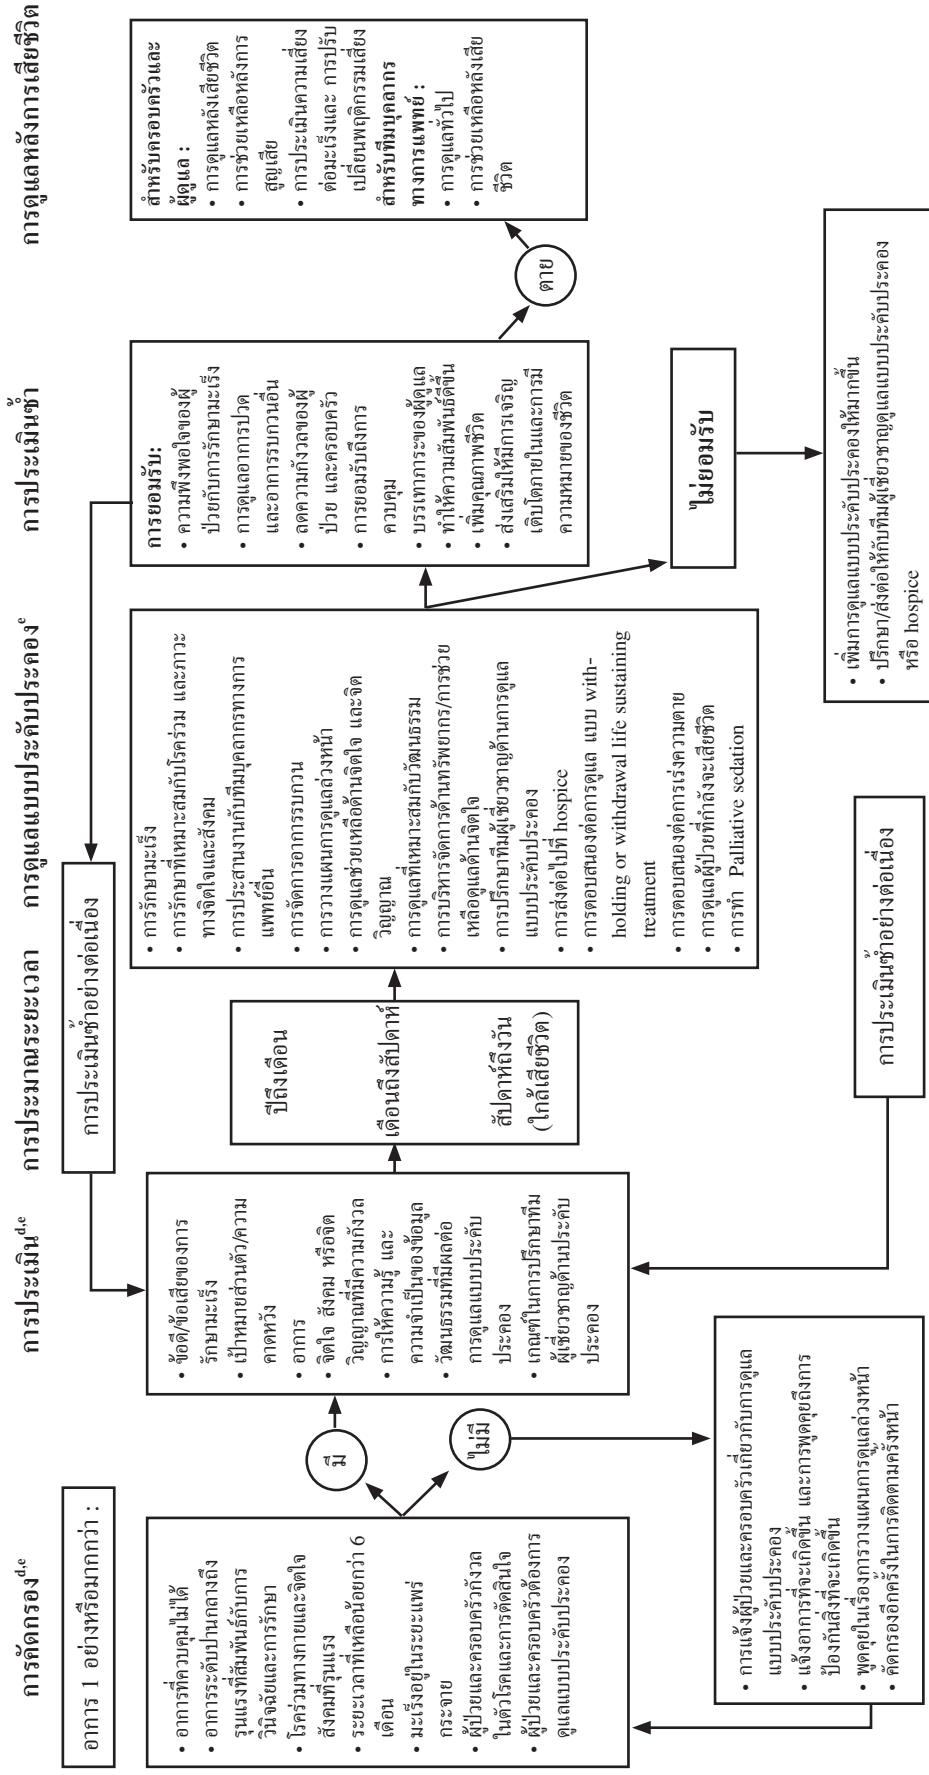 การคัดกรองd,e
การประเมินd,e
การประมาณระยะเวลา
การดูแลแบบประคับประคองe
การประเมินซ้ำ
การดูแลหลังการเสียชีวิต
อาการ 1 อย่างหรือมากกว่า :
• อาการที่ควบคุมไม่ได้
• อาการระดับปานกลางถึง
รุนแรงที่สัมพันธ์กับการ
วินิจฉัยและการรักษา
• โรคร่วมทางกายและจิตใจ
สังคมที่รุนแรง
• ระยะเวลาที่เหลือน้อยกว่า 6
เดือน
• มะเร็งอยู่ในระยะแพร่
กระจาย
• ผู้ป่วยและครอบครัวกังวล
ในตัวโรคและการตัดสินใจ
• ผู้ป่วยและครอบครัวต้องการ
ดูแลแบบประคับประคอง
มี
ไม่มี
• การแจ้งผู้ป่วยและครอบครัวเกี่ยวกับการดูแล
แบบประคับประคอง
• แจ้งอาการที่จะเกิดขึ้น และการพูดคุยถึงการ
ป้องกันสิ่งที่จะเกิดขึ้น
• พูดคุยในเรื่องการวางแผนการดูแลล่วงหน้า
• คัดกรองอีกครั้งในการติดตามครั้งหน้า
• ข้อดี/ข้อเสียของการ
รักษามะเร็ง
• เป้าหมายส่วนตัว/ความ
คาดหวัง
• อาการ
• จิตใจ สังคม หรือจิต
วิญญาณที่มีความกังวล
• การให้ความรู้ และ
ความจำเป็นของข้อมูล
• วัฒนธรรมที่มีผลต่อ
การดูแลแบบประคับ
ประคอง
• เกณฑ์ในการปรึกษาทีม
ผู้เชี่ยวชาญด้านประคับ
ประคอง
การประเมินซ้ำอย่างต่อเนื่อง
ปีถึงเดือน
เดือนถึงสัปดาห์
สัปดาห์ถึงวัน
(ใกล้เสียชีวิต)
• การรักษามะเร็ง
• การรักษาที่เหมาะสมกับโรคร่วม และภาวะ
ทางจิตใจและสังคม
• การประสานงานกับทีมบุคลากรทางการ
แพทย์อื่น
• การจัดการอาการรบกวน
• การวางแผนการดูแลล่วงหน้า
• การดูแลช่วยเหลือด้านจิตใจ และจิต
วิญญาณ
• การดูแลที่เหมาะสมกับวัฒนธรรม
• การบริหารจัดการด้านทรัพยากร/การช่วย
เหลือดูแลด้านจิตใจ
• การปรึกษาทีมผู้เชี่ยวชาญด้านการดูแล
แบบประคับประคอง
• การส่งต่อไปที่ hospice
• การตอบสนองต่อการดูแล แบบ with-
holding or withdrawal life sustaining
treatment
• การตอบสนองต่อการเร่งความตาย
• การดูแลผู้ป่วยที่กำลังจะเสียชีวิต
• การทำ Palliative sedation
การประเมินซ้ำอย่างต่อเนื่อง
การยอมรับ:
• ความพึงพอใจของผู้
ป่วยกับการรักษามะเร็ง
• การดูแลอาการปวด
และอาการรบกวนอื่น
• ลดความกังวลของผู้
ป่วย และครอบครัว
• การยอมรับถึงการ
ควบคุม
• บรรเทาภาระของผู้ดูแล
• ทำให้ความสัมพันธ์ดีขึ้น
• เพิ่มคุณภาพชีวิต
• ส่งเสริมให้มีการเจริญ
เติบโตภายในและการมี
ความหมายของชีวิต
ไม่ยอมรับ
• เพิ่มการดูแลแบบประคับประคองให้มากขึ้น
• ปรึกษา/ส่งต่อให้กับทีมผู้เชี่ยวชาญดูแลแบบประคับประคอง
หรือ hospice
ตาย
สำหรับครอบครัวและ
ผู้ดูแล :
• การดูแลหลังเสียชีวิต
• การช่วยเหลือหลังการ
สูญเสีย
• การประเมินความเสี่ยง
ต่อมะเร็งและ การปรับ
เปลี่ยนพฤติกรรมเสี่ยง
สำหรับทีมบุคลากร
ทางการแพทย์ :
• การดูแลทั่วไป
• การช่วยเหลือหลังเสีย
ชีวิต